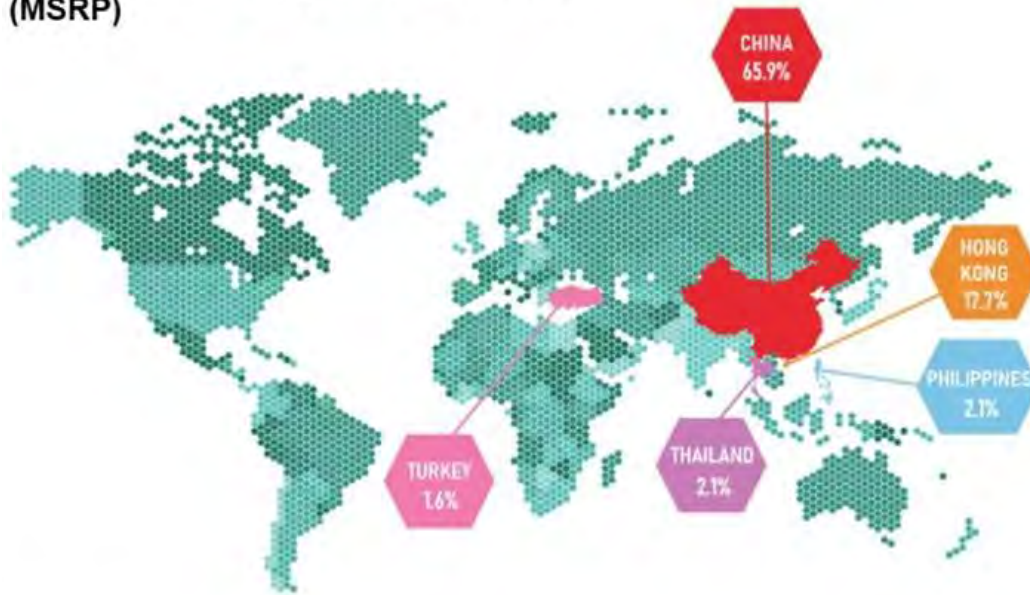 (MSRP)
CHINA
65.9%
HONG
KONG
17.7%
PHILIPPINES
2.1%
THAILAND
2.1%
TURKEY
1.6%